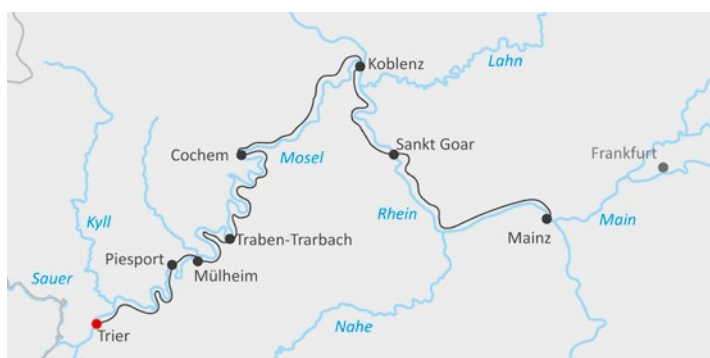 Koblenz
Lahn
Cochem
Mosel
Sankt Goar
Frankfurt
Kyll
Rhein
Main
Traben-Trarbach
Mainz
Piesport
Mülheim
Sauer
Trier
Nahe